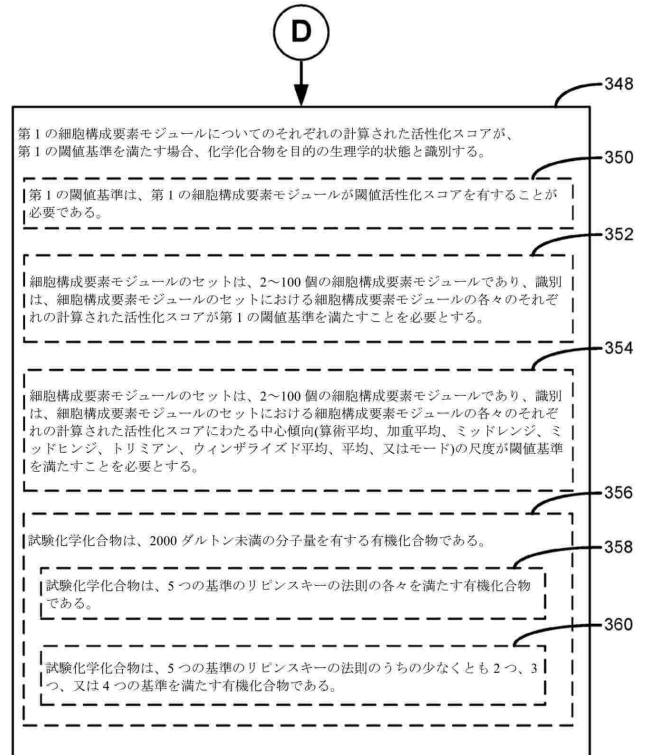 D
348
第1の細胞構成要素モジュールについてのそれぞれの計算された活性化スコアが、
第1の閾値基準を満たす場合、化学化合物を目的の生理学的状態と識別する。
350
第1の閾値基準は、第1の細胞構成要素モジュールが閾値活性化スコアを有することが
必要である。
352
細胞構成要素モジュールのセットは、2～100 個の細胞構成要素モジュールであり、識別
は、細胞構成要素モジュールのセットにおける細胞構成要素モジュールの各々のそれぞ
れの計算された活性化スコアが第1の閾値基準を満たすことを必要とする。
354
細胞構成要素モジュールのセットは、2～100 個の細胞構成要素モジュールであり、識別
は、細胞構成要素モジュールのセットにおける細胞構成要素モジュールの各々のそれぞ
れの計算された活性化スコアにわたる中心傾向(算術平均、加重平均、ミッドレンジ、ミ
ッドヒンジ、トリミアン、ウィンザライズド平均、平均、又はモード)の尺度が閾値基準
を満たすことを必要とする。
356
試験化学化合物は、2000 ダルトン未満の分子量を有する有機化合物である。
358
試験化学化合物は、5 つの基準のリピンスキーの法則の各々を満たす有機化合物
である。
360
試験化学化合物は、5 つの基準のリピンスキーの法則のうちの少なくとも 2 つ、3
つ、又は 4 つの基準を満たす有機化合物である。